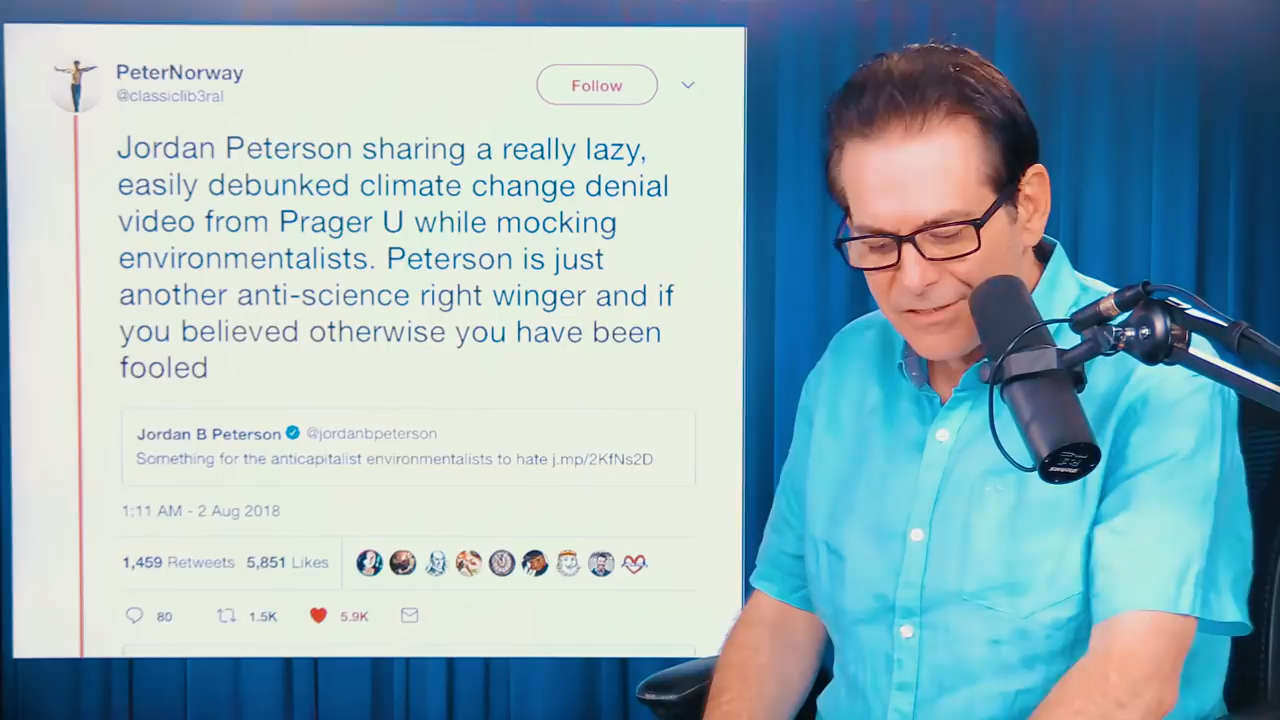 PeterNorway
@classiclib3ral
Follow
Jordan Peterson sharing a really lazy,
easily debunked climate change denial
video from Prager U while mocking
environmentalists. Peterson is just
another anti-science right winger and if
you believed otherwise you have been
fooled
Jordan B Peterson @jordanbpeterson
Something for the anticapitalist environmentalists to hate j.mp/2KfNs2D
1:11 AM - 2 Aug 2018
1,459 Retweets 5,851 Likes
80 1.5K 5.9K
SHURE